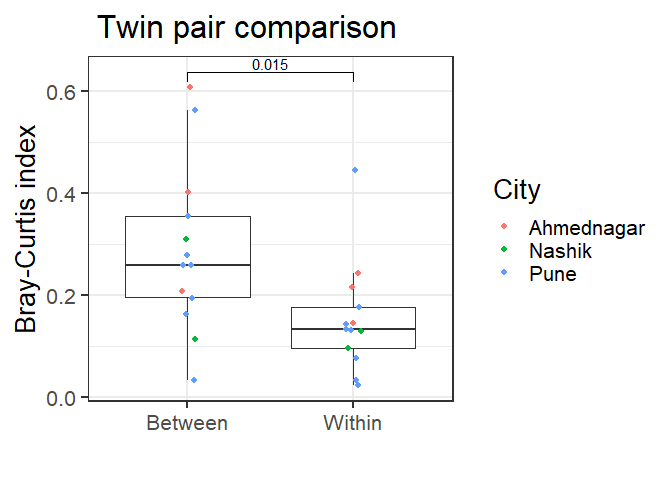 Twin pair comparison
0.015
Bray-Curtis index
0.6
0.4
0.2
0.0
Between
Within
City
Ahmednagar
Nashik
Pune